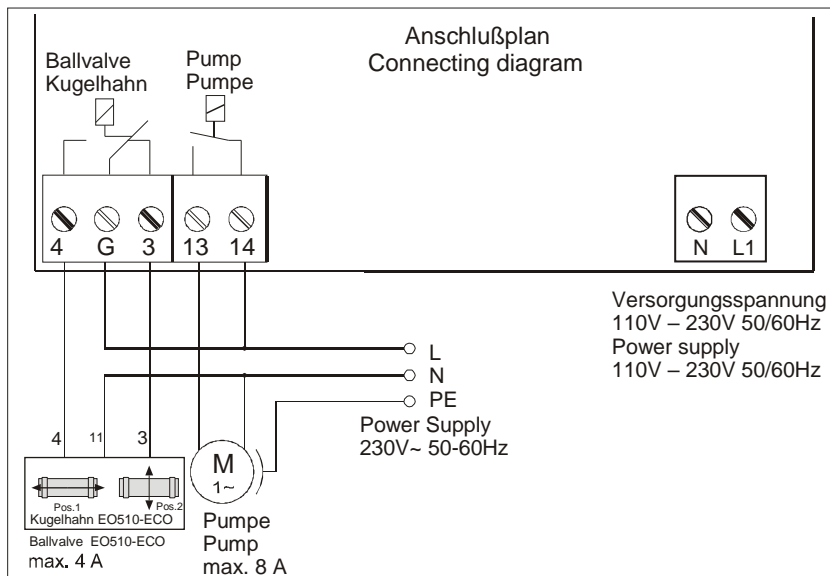 Anschlußplan
Connecting diagram
Ballvalve
Kugelhahn
Pump
Pumpe
4 G 3 13 14
N L1
Versorgungsspannung
110V – 230V 50/60Hz
Power supply
110V – 230V 50/60Hz
L
N
PE
Power Supply
230V~ 50-60Hz
4 11 3
M
1~
Pos.1
Pos.2
Kugelhahn EO510-ECO
Ballvalve EO510-ECO
max. 4 A
Pumpe
Pump
max. 8 A